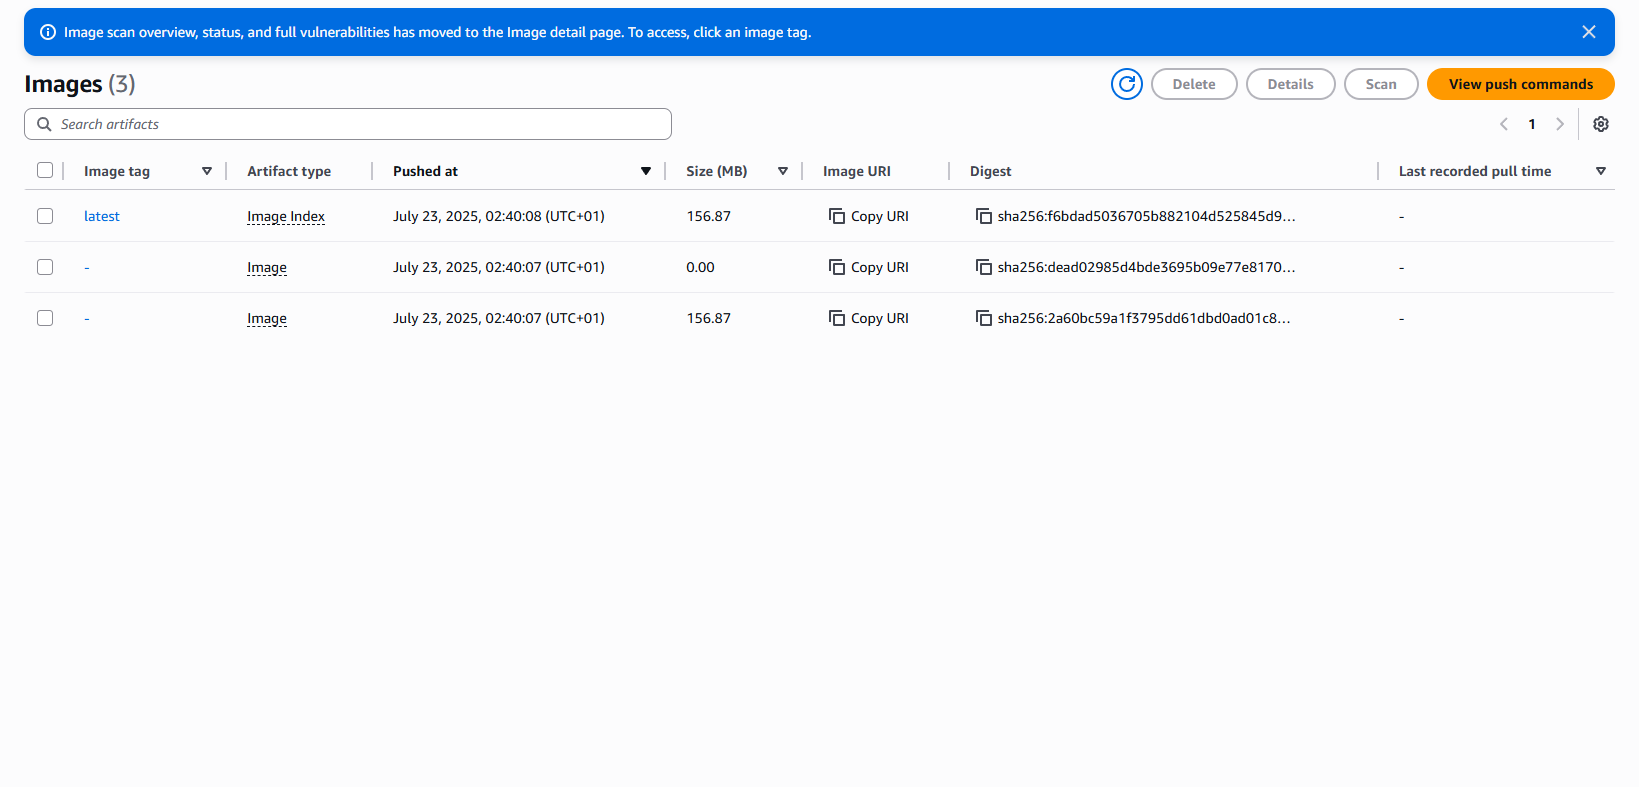 Image scan overview, status, and full vulnerabilities has moved to the Image detail page. To access, click an image tag.
Images (3)
Delete
Details
Scan
View push commands
Search artifacts
1
Image tag Artifact type Pushed at Size (MB) Image URI Digest Last recorded pull time
latest Image Index July 23, 2025, 02:40:08 (UTC+01) 156.87 Copy URI sha256:f6bdad5036705b882104d525845d9... -
- Image July 23, 2025, 02:40:07 (UTC+01) 0.00 Copy URI sha256:dead02985d4bde3695b09e77e8170... -
- Image July 23, 2025, 02:40:07 (UTC+01) 156.87 Copy URI sha256:2a60bc59a1f3795dd61dbd0ad01c8... -